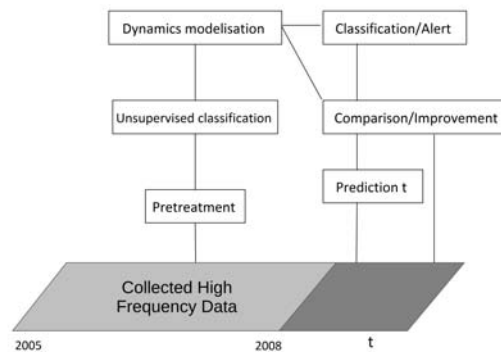 Dynamics modelisation
Classification/Alert
Unsupervised classification
Comparison/Improvement
Pretreatment
Prediction t
Collected High
Frequency Data
2005
2008
t